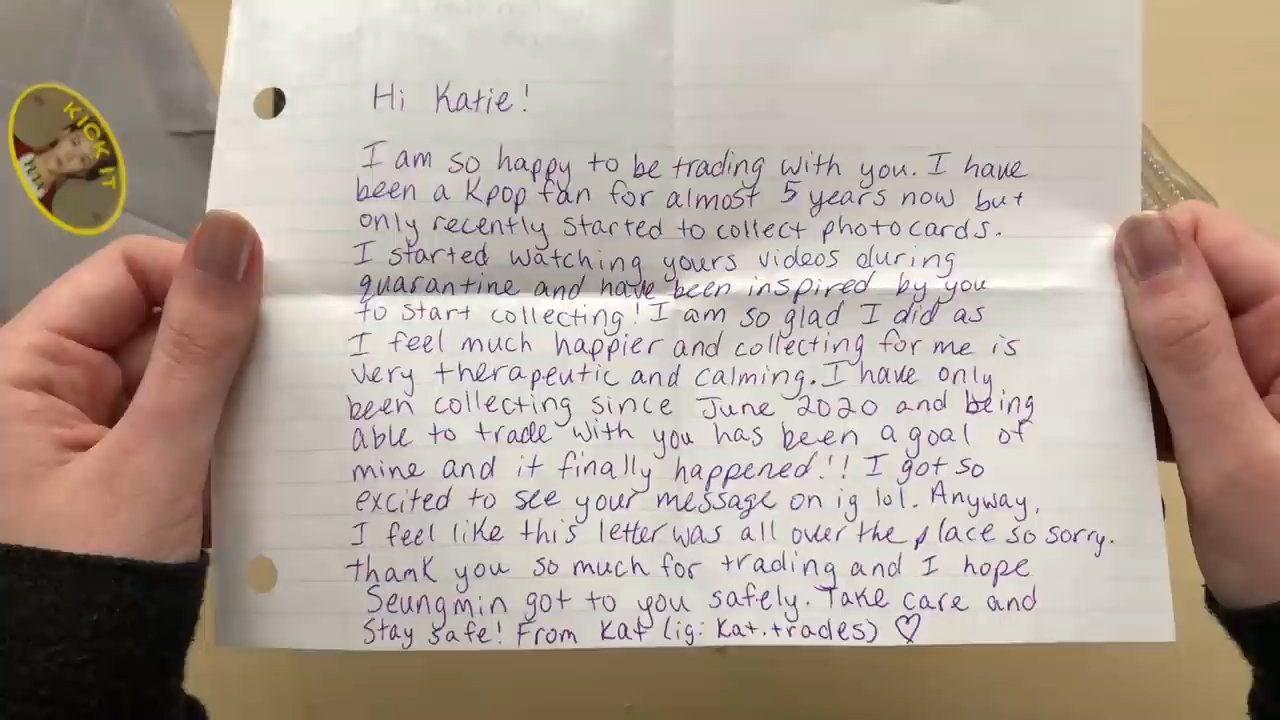 KICK IT
Hi Katie!
I am so happy to be trading with you. I have
been a Kpop fan for almost 5 years now but
only recently started to collect photocards.
I started watching yours videos during
quarantine and have been inspired by you
to start collecting! I am so glad I did as
I feel much happier and collecting for me is
very therapeutic and calming. I have only
been collecting since June 2020 and being
able to trade with you has been a goal of
mine and it finally happened!!! I got so
excited to see your message on ig lol. Anyway,
I feel like this letter was all over the place so sorry.
thank you so much for trading and I hope
Seungmin got to you safely. Take care and
Stay safe! From Kat (ig: Kat.trades) ♡